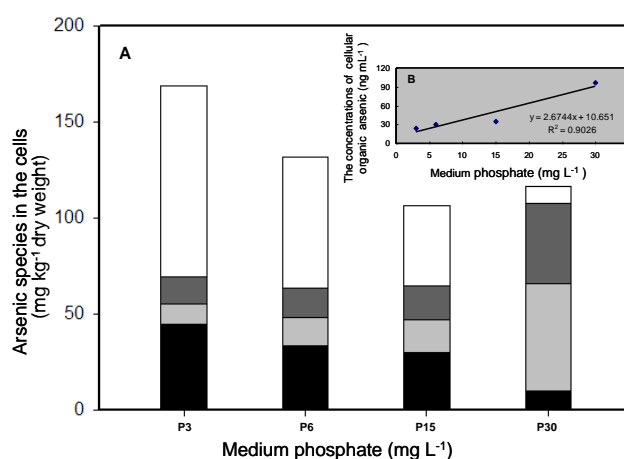 200
150
100
50
0
Arsenic species in the cells
(mg kg-1 dry weight)
A
P3
P6
P15
P30
Medium phosphate (mg L-1)
The concentrations of cellular
organic arsenic (ng mL-1)
120
90
60
30
0
B
y = 2.6744x + 10.651
R2 = 0.9026
0
5
10
15
20
25
30
35
Medium phosphate (mg L-1)